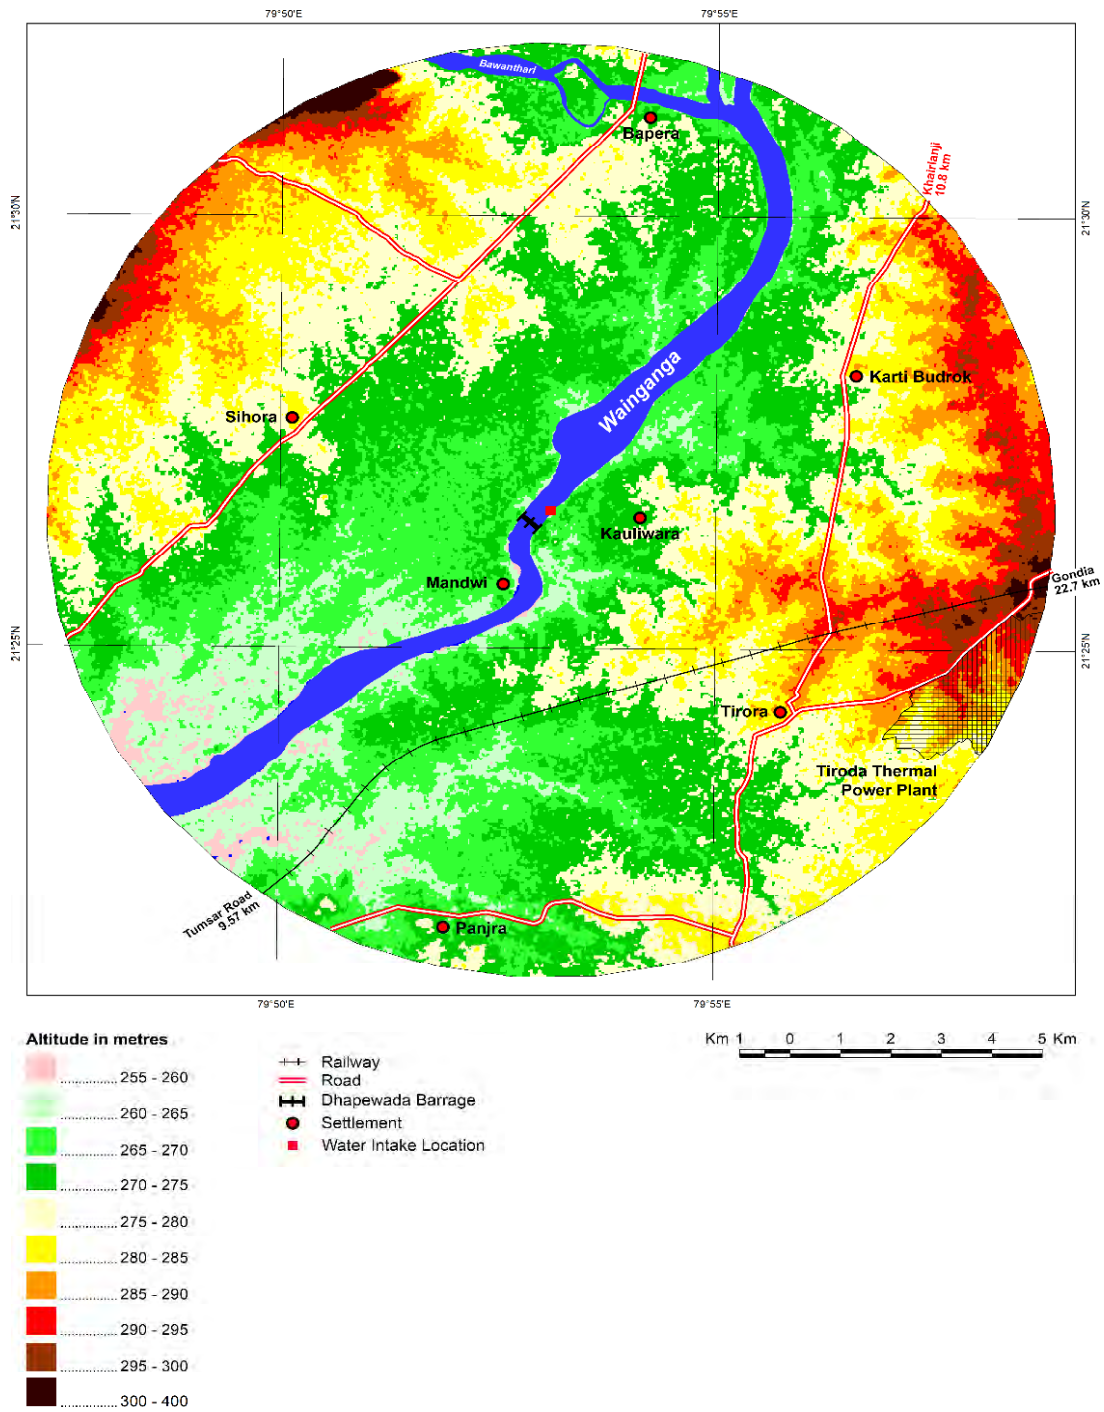 79°50'E
79°55'E
Bawanthari
Bapera
Khairlanji
10.8 km
21°30'N
21°30'N
Wainganga
Karti Budrok
Sihora
Kauliwara
Mandwi
Gondia
22.7 km
21°25'N
21°25'N
Tirora
Tiroda Thermal
Power Plant
Tumsar Road
9.57 km
Panjra
79°50'E
79°55'E
Altitude in metres
255 - 260
260 - 265
265 - 270
270 - 275
275 - 280
280 - 285
285 - 290
290 - 295
295 - 300
300 - 400
Railway
Road
Dhapewada Barrage
Settlement
Water Intake Location
Km 1 0 1 2 3 4 5 Km